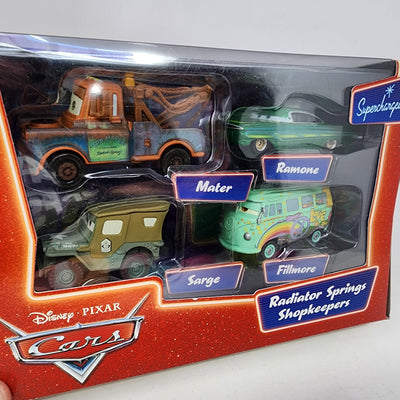 Supercharged
Mater
Ramone
Sarge
Fillmore
Radiator Springs
Shopkeepers
DISNEY · PIXAR
Cars